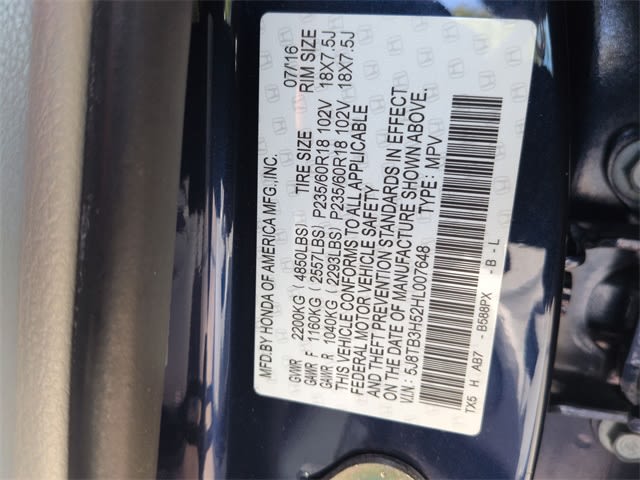 MFD.BY HONDA OF AMERICA MFG.,INC. 07/16
GVWR 2200KG (4850LBS) TIRE SIZE RIM SIZE
GAWR F 1160KG (2557LBS) P235/60R18 102V 18X7.5J
GAWR R 1040KG (2293LBS) P235/60R18 102V 18X7.5J
THIS VEHICLE CONFORMS TO ALL APPLICABLE
FEDERAL MOTOR VEHICLE SAFETY
AND THEFT PREVENTION STANDARDS IN EFFECT
ON THE DATE OF MANUFACTURE SHOWN ABOVE.
V.I.N.: 5J8TB3H52HL007648 TYPE: MPV
TX5 H AB7 - B588PX - B - L